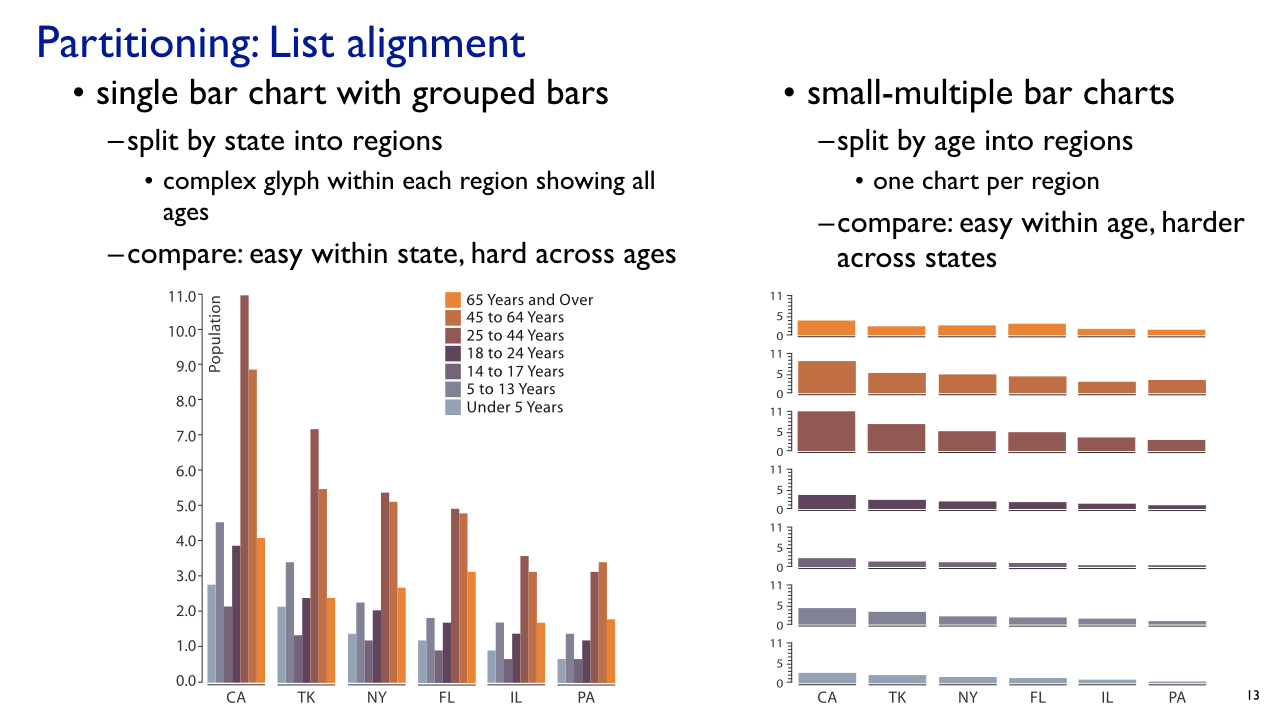 Partitioning: List alignment
• single bar chart with grouped bars
–split by state into regions
• complex glyph within each region showing all
ages
–compare: easy within state, hard across ages
• small-multiple bar charts
–split by age into regions
• one chart per region
–compare: easy within age, harder
across states
Population
11.0
10.0
9.0
8.0
7.0
6.0
5.0
4.0
3.0
2.0
1.0
0.0
65 Years and Over
45 to 64 Years
25 to 44 Years
18 to 24 Years
14 to 17 Years
5 to 13 Years
Under 5 Years
CA TK NY FL IL PA
11
5
0
11
5
0
11
5
0
11
5
0
11
5
0
11
5
0
11
5
0
CA TK NY FL IL PA
13